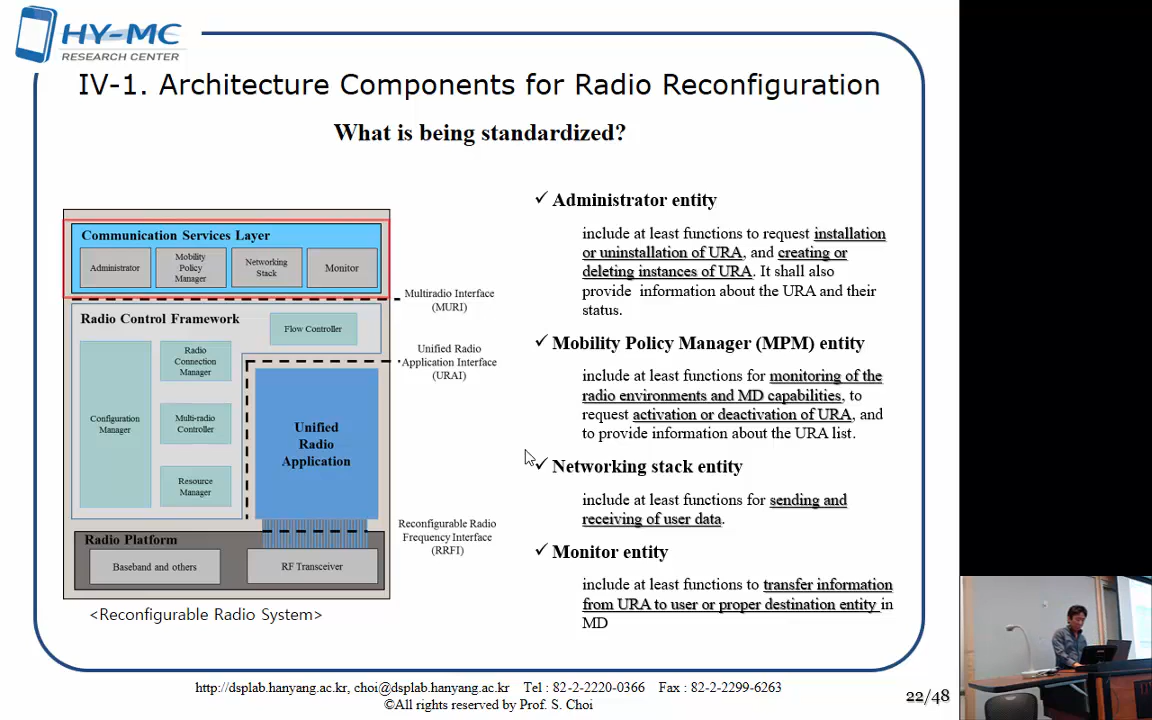 HY-MC
RESEARCH CENTER
IV-1. Architecture Components for Radio Reconfiguration
What is being standardized?
Communication Services Layer
Administrator
Mobility
Policy
Manager
Networking
Stack
Monitor
Multiradio Interface
(MURI)
Radio Control Framework
Flow Controller
Radio
Connection
Manager
Configuration
Manager
Multi-radio
Controller
Resource
Manager
Unified Radio
Application Interface
(URAI)
Unified
Radio
Application
Reconfigurable Radio
Frequency Interface
(RRFI)
Radio Platform
Baseband and others
RF Transceiver
<Reconfigurable Radio System>
✓ Administrator entity
include at least functions to request installation
or uninstallation of URA, and creating or
deleting instances of URA. It shall also
provide information about the URA and their
status.
✓ Mobility Policy Manager (MPM) entity
include at least functions for monitoring of the
radio environments and MD capabilities, to
request activation or deactivation of URA, and
to provide information about the URA list.
✓ Networking stack entity
include at least functions for sending and
receiving of user data.
✓ Monitor entity
include at least functions to transfer information
from URA to user or proper destination entity in
MD
http://dsplab.hanyang.ac.kr, choi@dsplab.hanyang.ac.kr Tel : 82-2-2220-0366 Fax : 82-2-2299-6263
©All rights reserved by Prof. S. Choi
22/48